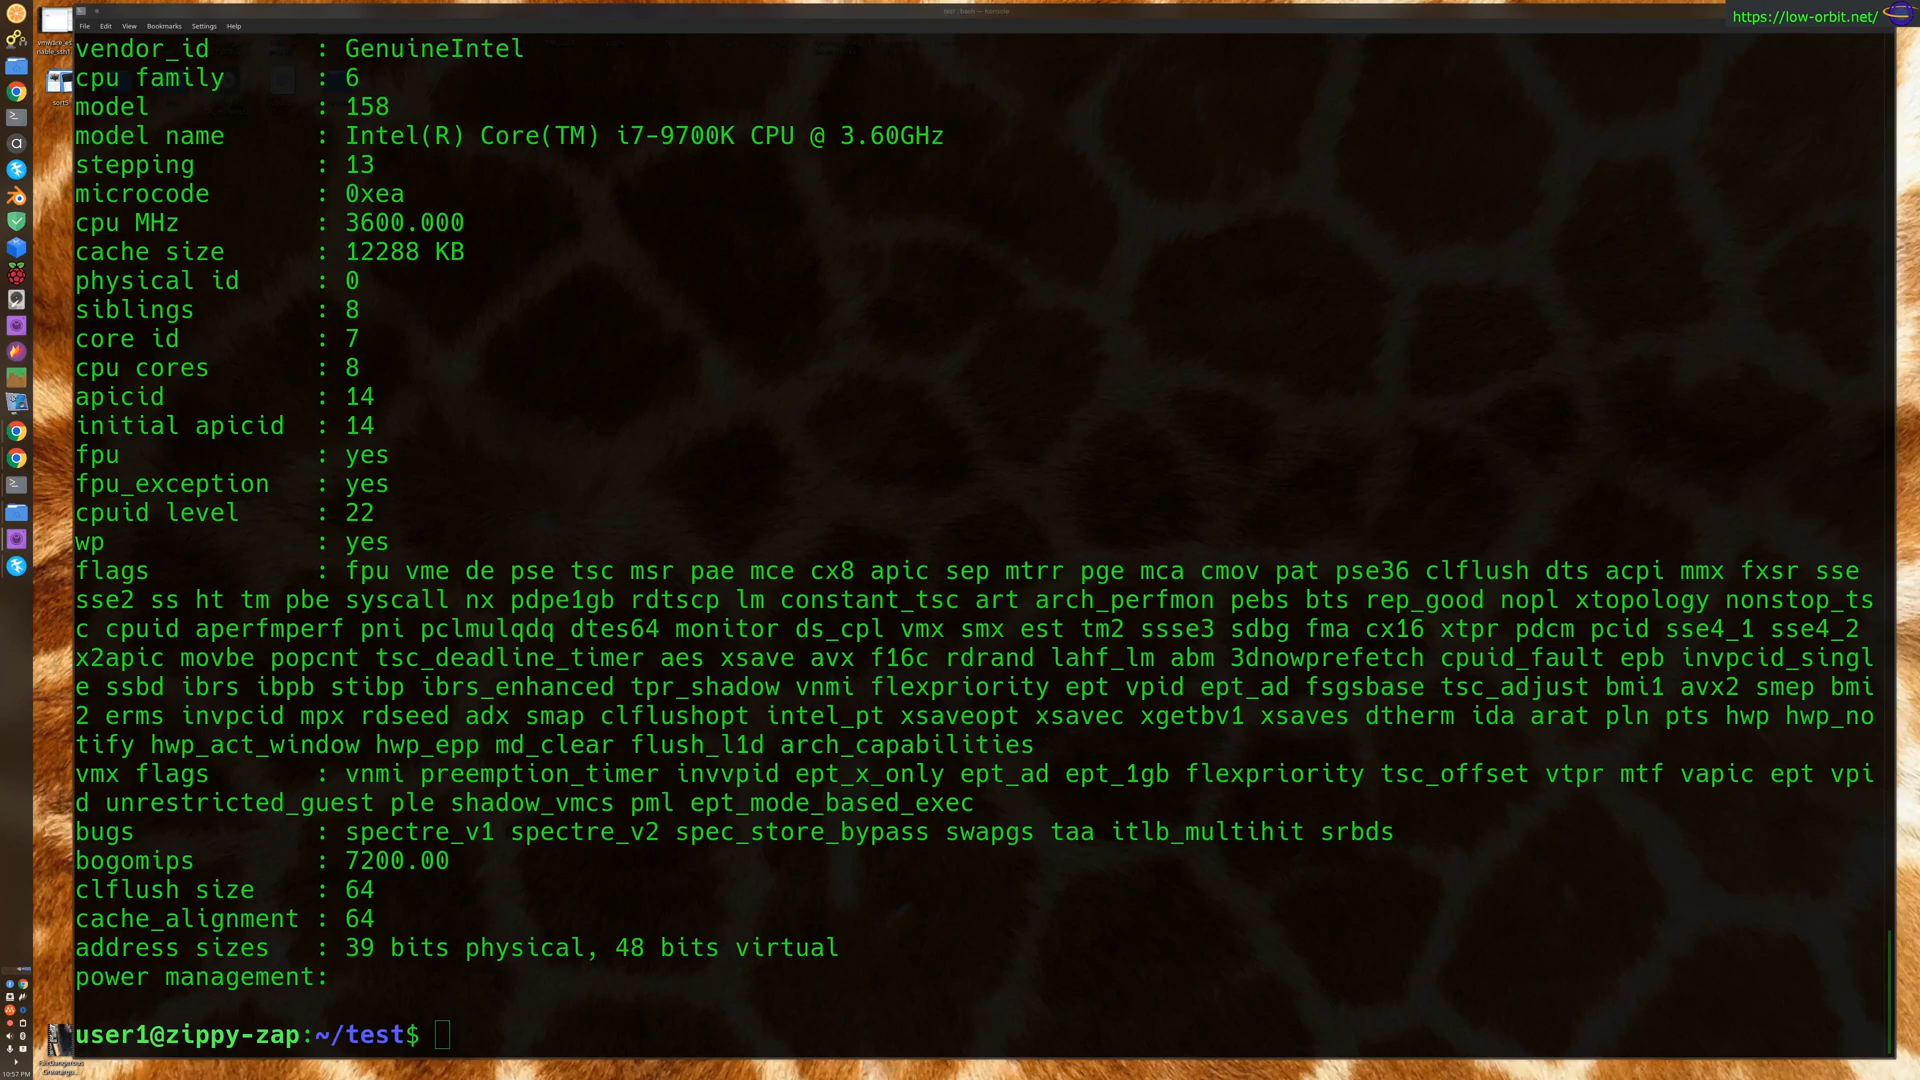 https://low-orbit.net/
File Edit View Bookmarks Settings Help
vendor_id : GenuineIntel
cpu family : 6
model : 158
model name : Intel(R) Core(TM) i7-9700K CPU @ 3.60GHz
stepping : 13
microcode : 0xea
cpu MHz : 3600.000
cache size : 12288 KB
physical id : 0
siblings : 8
core id : 7
cpu cores : 8
apicid : 14
initial apicid : 14
fpu : yes
fpu_exception : yes
cpuid level : 22
wp : yes
flags : fpu vme de pse tsc msr pae mce cx8 apic sep mtrr pge mca cmov pat pse36 clflush dts acpi mmx fxsr sse
sse2 ss ht tm pbe syscall nx pdpe1gb rdtscp lm constant_tsc art arch_perfmon pebs bts rep_good nopl xtopology nonstop_ts
c cpuid aperfmperf pni pclmulqdq dtes64 monitor ds_cpl vmx smx est tm2 ssse3 sdbg fma cx16 xtpr pdcm pcid sse4_1 sse4_2
x2apic movbe popcnt tsc_deadline_timer aes xsave avx f16c rdrand lahf_lm abm 3dnowprefetch cpuid_fault epb invpcid_singl
e ssbd ibrs ibpb stibp ibrs_enhanced tpr_shadow vnmi flexpriority ept vpid ept_ad fsgsbase tsc_adjust bmi1 avx2 smep bmi
2 erms invpcid mpx rdseed adx smap clflushopt intel_pt xsaveopt xsavec xgetbv1 xsaves dtherm ida arat pln pts hwp hwp_no
tify hwp_act_window hwp_epp md_clear flush_l1d arch_capabilities
vmx flags : vnmi preemption_timer invvpid ept_x_only ept_ad ept_1gb flexpriority tsc_offset vtpr mtf vapic ept vpi
d unrestricted_guest ple shadow_vmcs pml ept_mode_based_exec
bugs : spectre_v1 spectre_v2 spec_store_bypass swapgs taa itlb_multihit srbds
bogomips : 7200.00
clflush size : 64
cache_alignment : 64
address sizes : 39 bits physical, 48 bits virtual
power management:
user1@zippy-zap:~/test$
10:57 PM